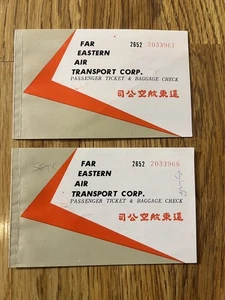 FAR
EASTERN
AIR
TRANSPORT CORP.
2652 2033967
PASSENGER TICKET & BAGGAGE CHECK
司公空航東遠
FAR
EASTERN
AIR
TRANSPORT CORP.
2652 2033968
PASSENGER TICKET & BAGGAGE CHECK
司公空航東遠